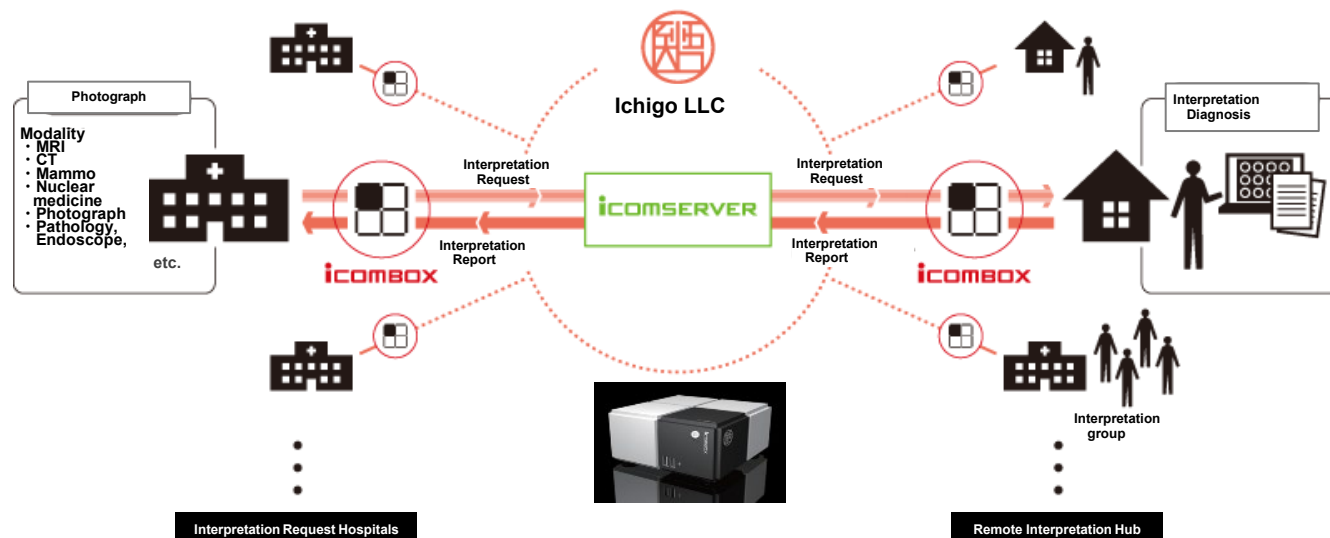 Ichigo LLC
Photograph
Modality
・ MRI
・ CT
・ Mammo
・ Nuclear
medicine
・ Photograph
・ Pathology,
Endoscope,
etc.
Interpretation
Request
Interpretation
Report
icombox
icomserver
Interpretation
Request
Interpretation
Report
icombox
Interpretation
Diagnosis
Interpretation
group
Interpretation Request Hospitals
Remote Interpretation Hub